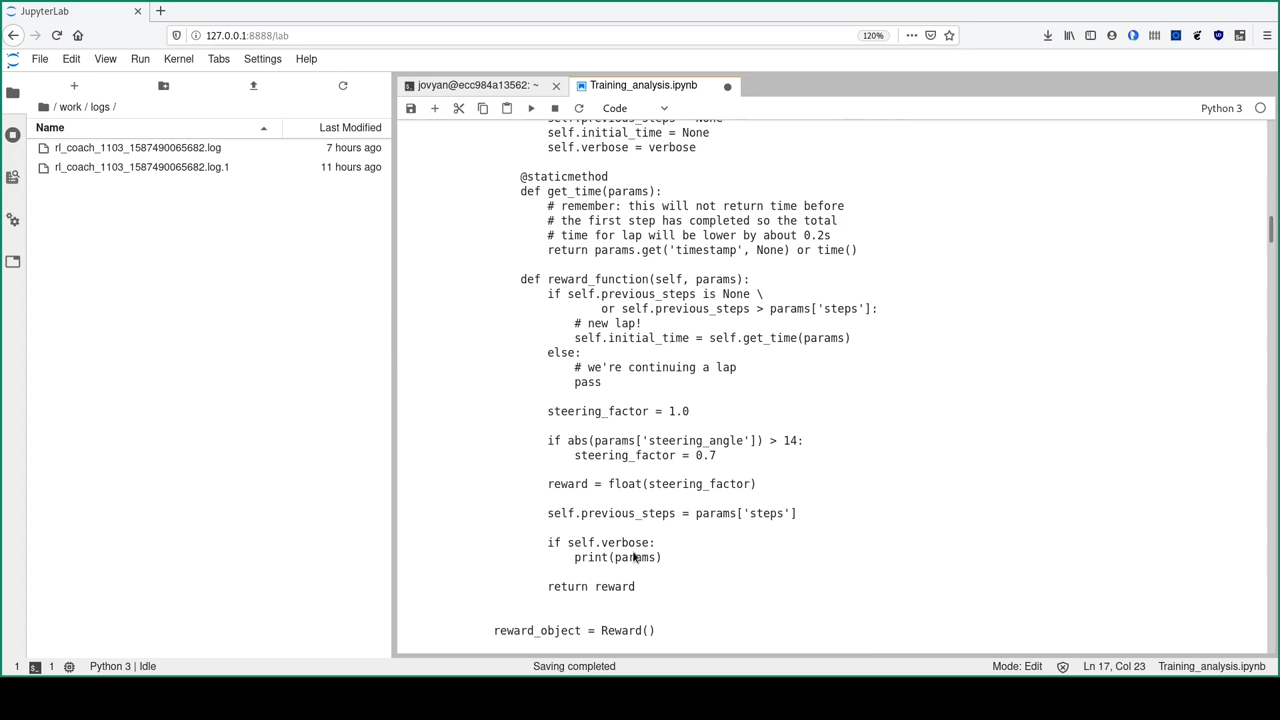 JupyterLab
127.0.0.1:8888/lab
120%
File Edit View Run Kernel Tabs Settings Help
jovyan@ecc984a13562: ~
Training_analysis.ipynb
/ work / logs /
Code
Python 3
Name Last Modified
rl_coach_1103_1587490065682.log 7 hours ago
rl_coach_1103_1587490065682.log.1 11 hours ago
self.previous_steps = None
self.initial_time = None
self.verbose = verbose
@staticmethod
def get_time(params):
# remember: this will not return time before
# the first step has completed so the total
# time for lap will be lower by about 0.2s
return params.get('timestamp', None) or time()
def reward_function(self, params):
if self.previous_steps is None \
or self.previous_steps > params['steps']:
# new lap!
self.initial_time = self.get_time(params)
else:
# we're continuing a lap
pass
steering_factor = 1.0
if abs(params['steering_angle']) > 14:
steering_factor = 0.7
reward = float(steering_factor)
self.previous_steps = params['steps']
if self.verbose:
print(params)
return reward
reward_object = Reward()
1 1 Python 3 | Idle
Saving completed
Mode: Edit Ln 17, Col 23 Training_analysis.ipynb